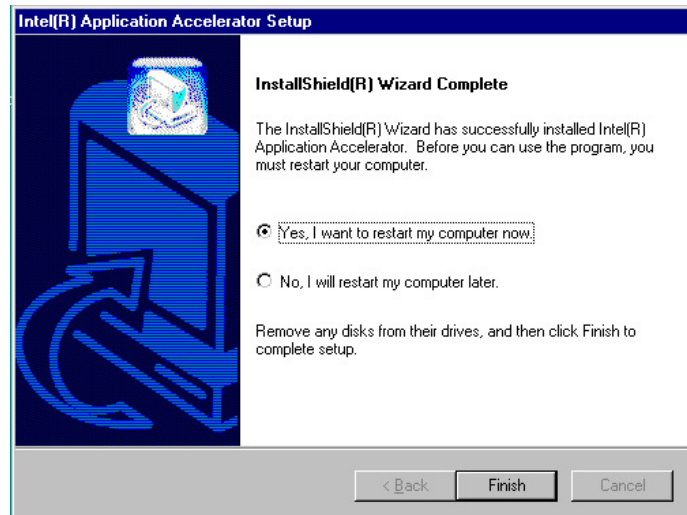 Intel(R) Application Accelerator Setup
InstallShield(R) Wizard Complete
The InstallShield(R) Wizard has successfully installed Intel(R)
Application Accelerator.  Before you can use the program, you
must restart your computer.
Yes, I want to restart my computer now.
No, I will restart my computer later.
Remove any disks from their drives, and then click Finish to
complete setup.
< Back
Finish
Cancel